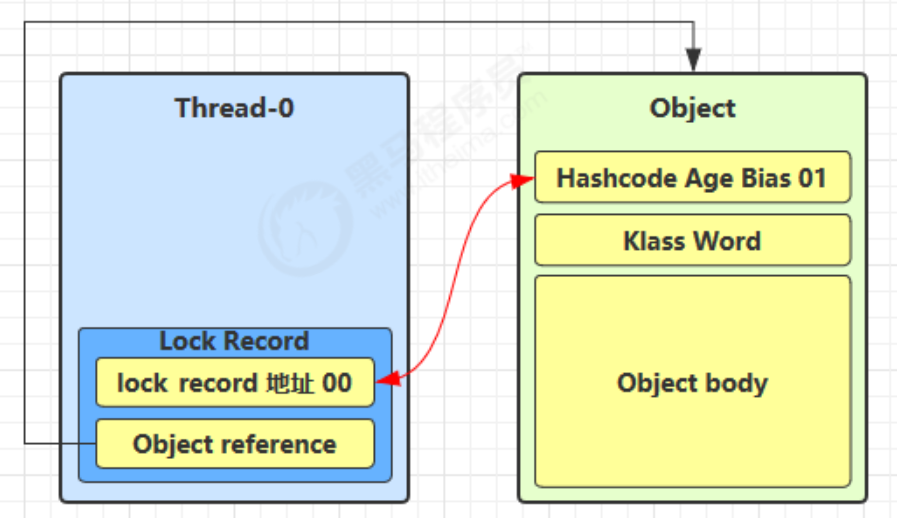 Thread-0
Lock Record
lock record 地址 00
Object reference
Object
Hashcode Age Bias 01
Klass Word
Object body
黑马程序员
www.itheima.com